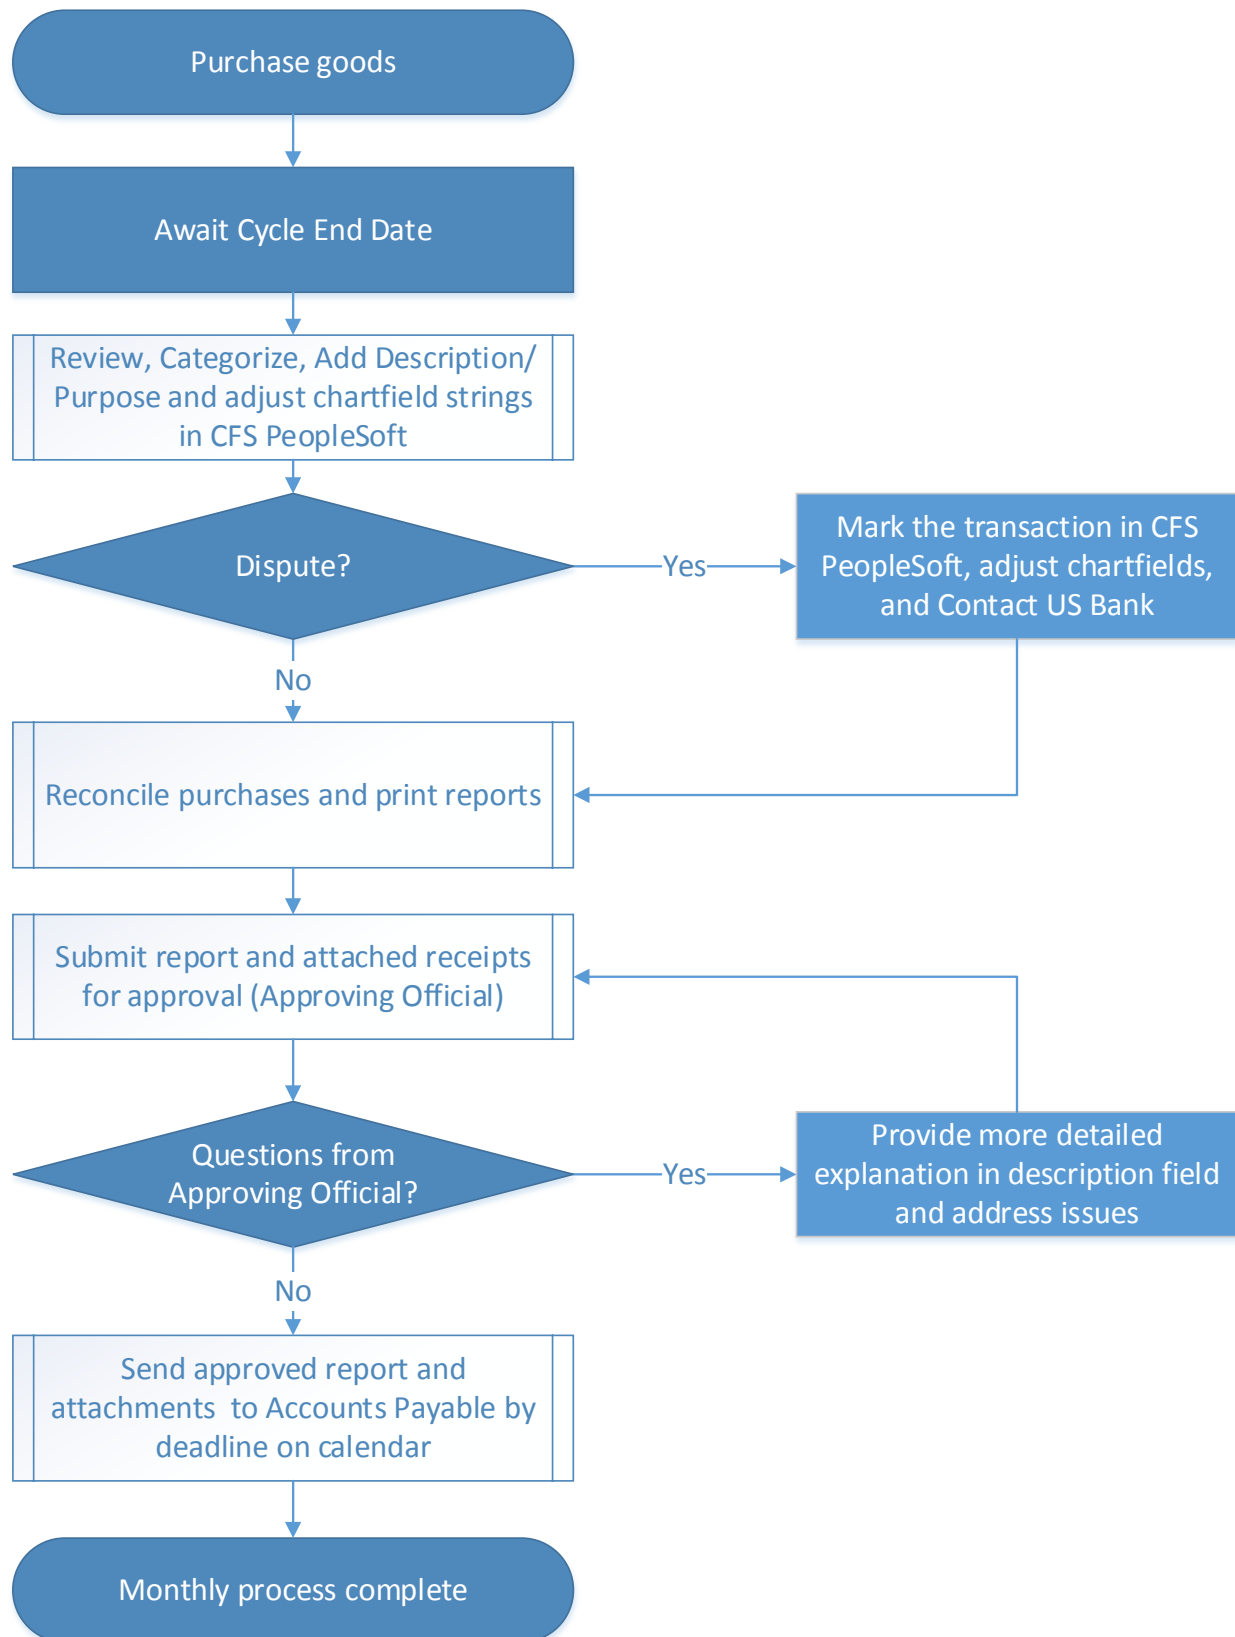 Purchase goods
Await Cycle End Date
Review, Categorize, Add Description/
Purpose and adjust chartfield strings
in CFS PeopleSoft
Dispute?
Yes
Mark the transaction in CFS
PeopleSoft, adjust chartfields,
and Contact US Bank
No
Reconcile purchases and print reports
Submit report and attached receipts
for approval (Approving Official)
Questions from
Approving Official?
Yes
Provide more detailed
explanation in description field
and address issues
No
Send approved report and
attachments  to Accounts Payable by
deadline on calendar
Monthly process complete